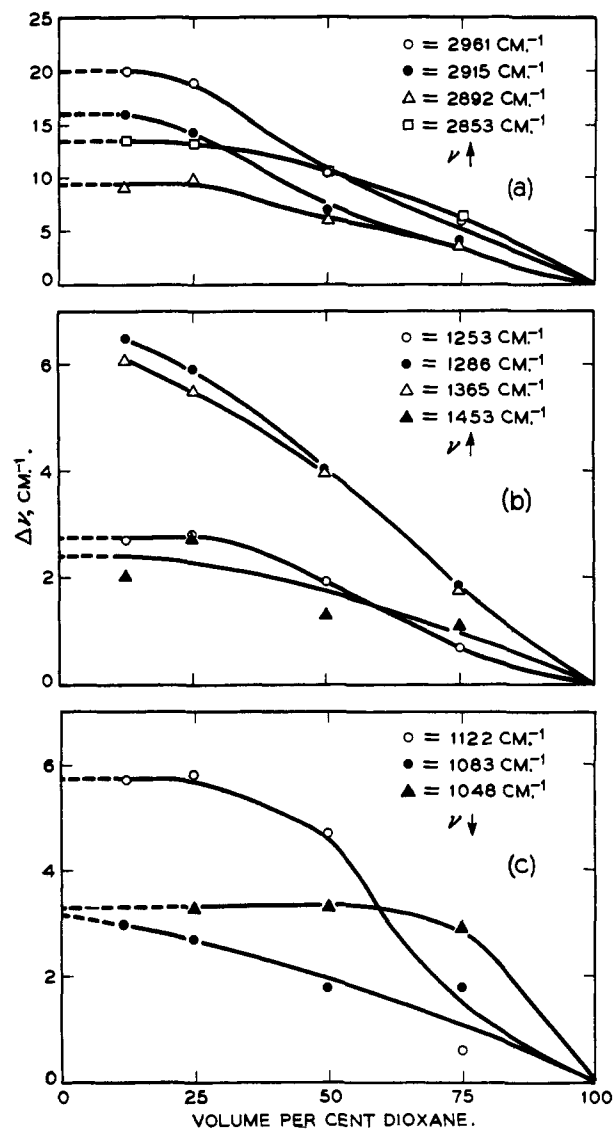 20
15
10
5
0
○ = 2961 CM.⁻¹
● = 2915 CM.⁻¹
△ = 2892 CM.⁻¹
□ = 2853 CM.⁻¹
ν ↑
(a)
6
4
2
0
○ = 1253 CM.⁻¹
● = 1286 CM.⁻¹
△ = 1365 CM.⁻¹
▲ = 1453 CM.⁻¹
ν ↑
(b)
Δν, CM.⁻¹
6
4
2
0
○ = 1122 CM.⁻¹
● = 1083 CM.⁻¹
▲ = 1048 CM.⁻¹
ν ↓
(c)
0 25 50 75 100
VOLUME PER CENT DIOXANE.